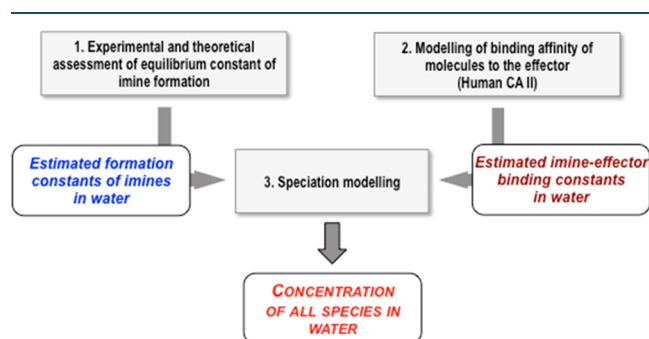 1. Experimental and theoretical
assessment of equilibrium constant of
imine formation
2. Modelling of binding affinity of
molecules to the effector
(Human CA II)
Estimated formation
constants of imines
in water
3. Speciation modelling
Estimated imine-effector
binding constants
in water
CONCENTRATION
OF ALL SPECIES IN
WATER